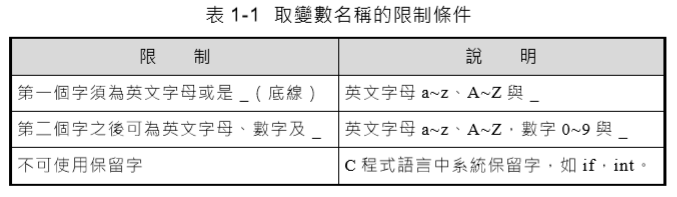 表 1-1 取變數名稱的限制條件
限 制 說 明
第一個字須為英文字母或是 _ ( 底線 ) 英文字母 a~z、A~Z 與 _
第二個字之後可為英文字母、數字及 _ 英文字母 a~z、A~Z，數字 0~9 與 _
不可使用保留字 C 程式語言中系統保留字，如 if，int。